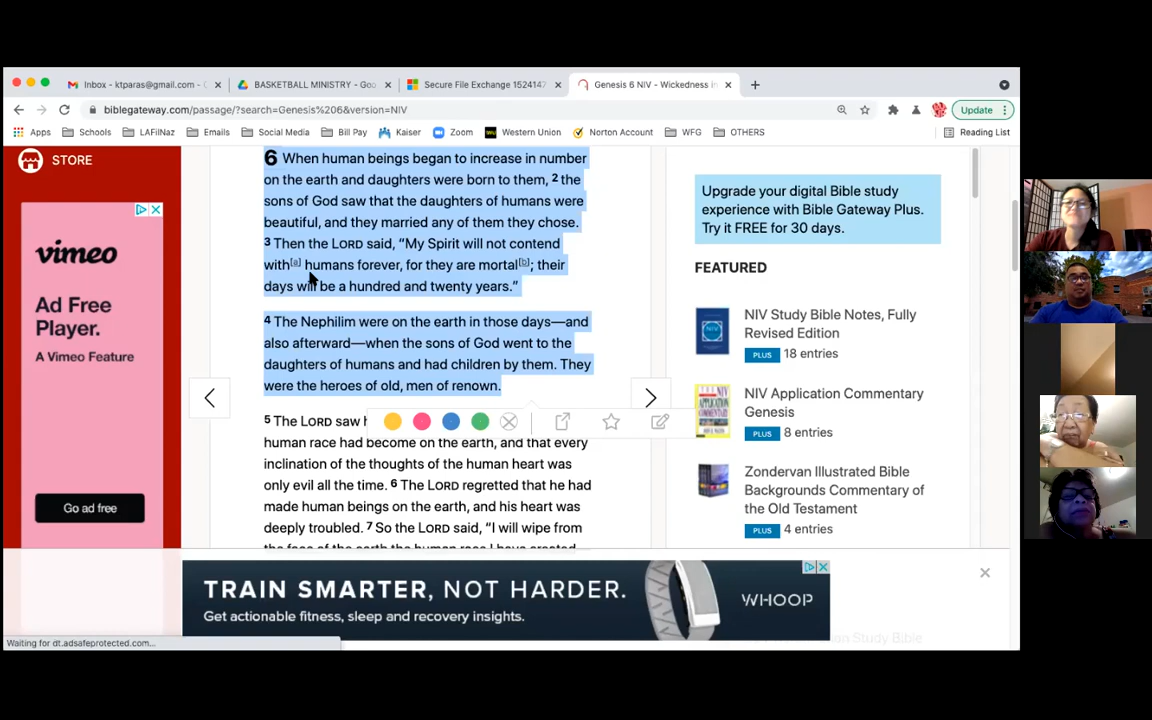 Inbox - ktparas@gmail.com -
BASKETBALL MINISTRY - Goo
Secure File Exchange 1524147
Genesis 6 NIV - Wickedness in
biblegateway.com/passage/?search=Genesis%206&version=NIV
Update
Apps
Schools
LAFilNaz
Emails
Social Media
Bill Pay
Kaiser
Zoom
Western Union
Norton Account
WFG
OTHERS
Reading List
STORE
vimeo
Ad Free
Player.
A Vimeo Feature
Go ad free
6 When human beings began to increase in number
on the earth and daughters were born to them, 2 the
sons of God saw that the daughters of humans were
beautiful, and they married any of them they chose.
3 Then the LORD said, “My Spirit will not contend
with[a] humans forever, for they are mortal[b]; their
days will be a hundred and twenty years.”
4 The Nephilim were on the earth in those days—and
also afterward—when the sons of God went to the
daughters of humans and had children by them. They
were the heroes of old, men of renown.
5 The LORD saw h
human race had become on the earth, and that every
inclination of the thoughts of the human heart was
only evil all the time. 6 The LORD regretted that he had
made human beings on the earth, and his heart was
deeply troubled. 7 So the LORD said, “I will wipe from
the face of the earth the human race I have created
Upgrade your digital Bible study
experience with Bible Gateway Plus.
Try it FREE for 30 days.
FEATURED
NIV Study Bible Notes, Fully
Revised Edition
PLUS 18 entries
NIV Application Commentary
Genesis
PLUS 8 entries
Zondervan Illustrated Bible
Backgrounds Commentary of
the Old Testament
PLUS 4 entries
TRAIN SMARTER, NOT HARDER.
Get actionable fitness, sleep and recovery insights.
WHOOP
Study Bible
Waiting for dt.adsafeprotected.com...